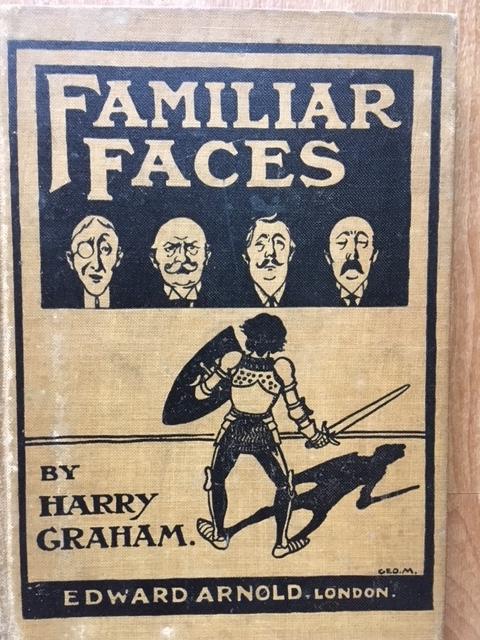 FAMILIAR
FACES
BY
HARRY
GRAHAM.
GEO.M.
EDWARD ARNOLD. LONDON.